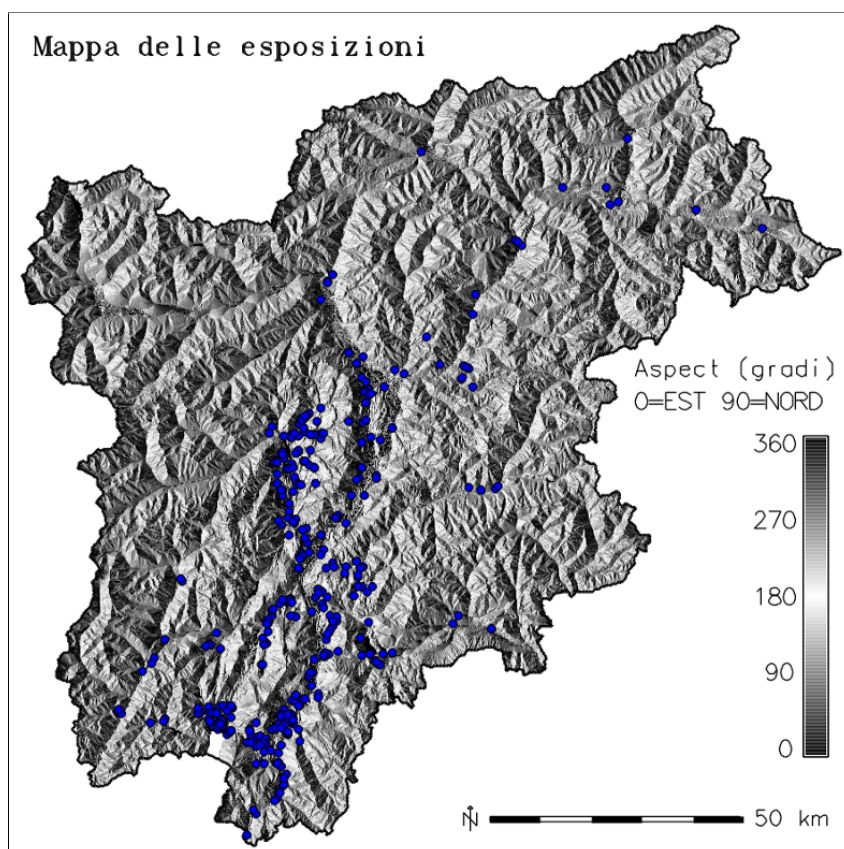 Mappa delle esposizioni
Aspect (gradi)
0=EST 90=NORD
360
270
180
90
0
N
50 km